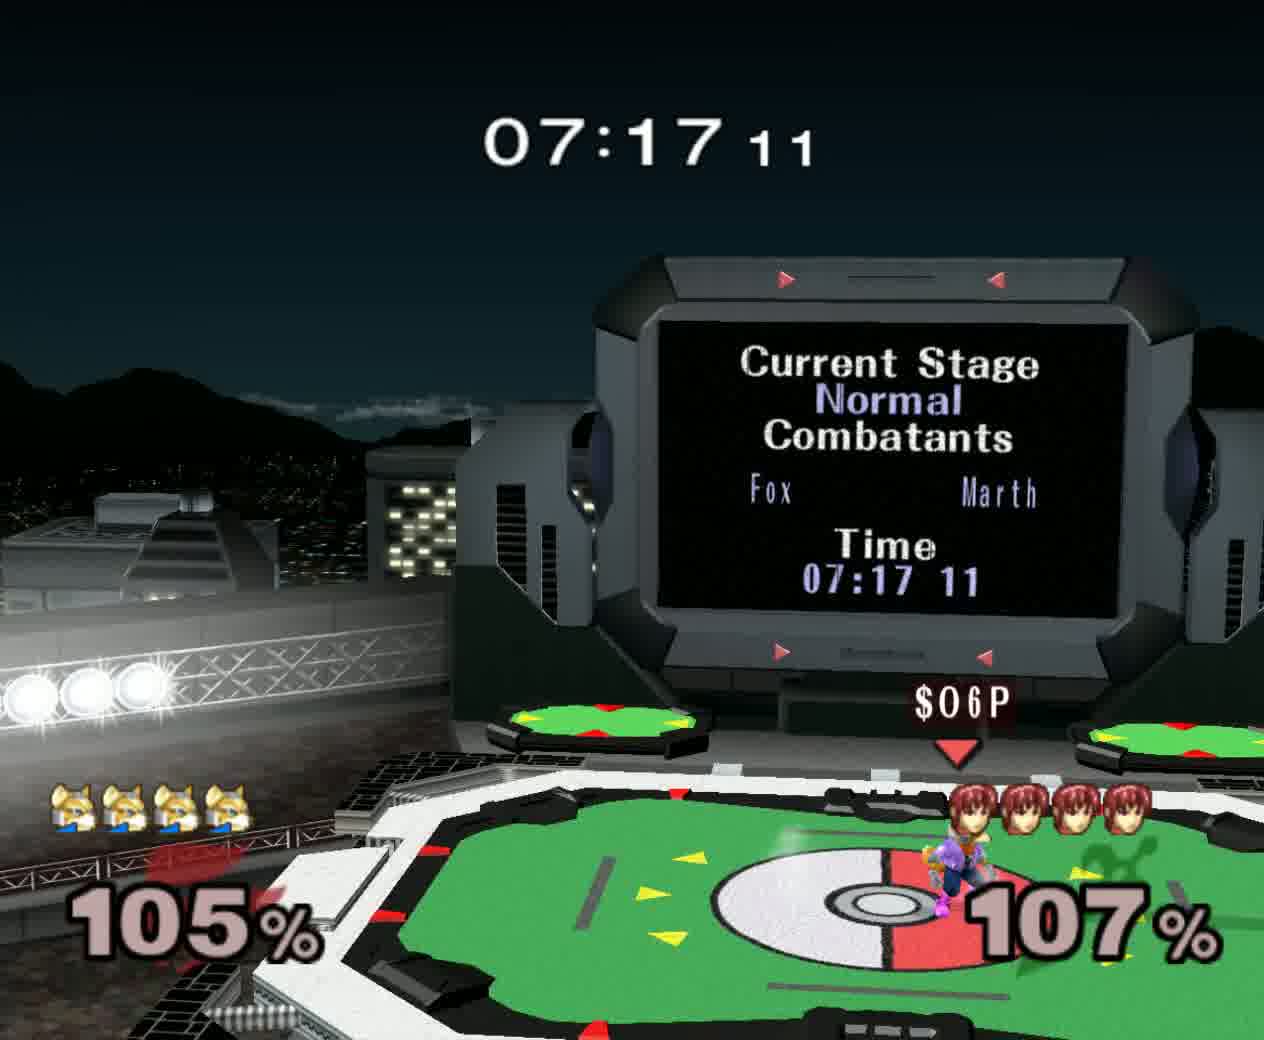 07:17 11
Current Stage
Normal
Combatants
Fox Marth
Time
07:17 11
$06P
105%
107%